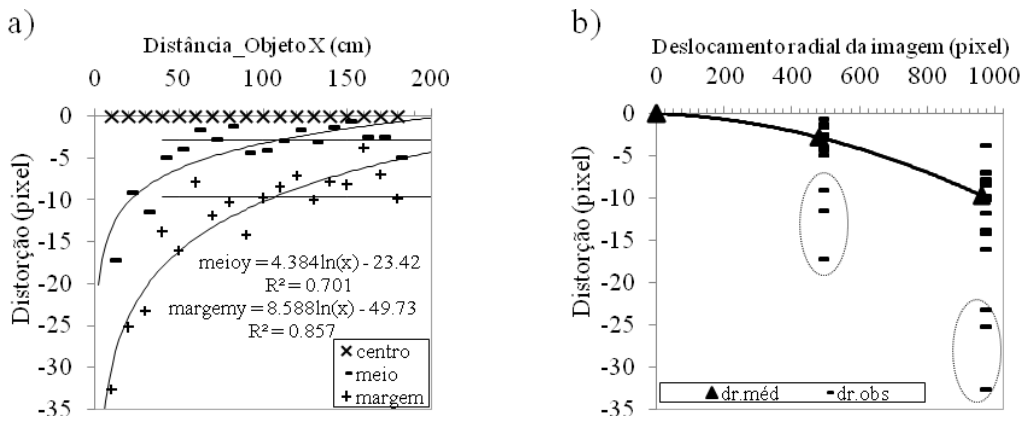 a)
Distância_Objeto X (cm)
0 50 100 150 200
Distorção (pixel)
0
-5
-10
-15
-20
-25
-30
-35
meioy = 4.384ln(x) - 23.42
R² = 0.701
margemy = 8.588ln(x) - 49.73
R² = 0.857
centro
meio
margem
b)
Deslocamento radial da imagem (pixel)
0 200 400 600 800 1000
Distorção (pixel)
0
-5
-10
-15
-20
-25
-30
-35
dr.méd dr.obs